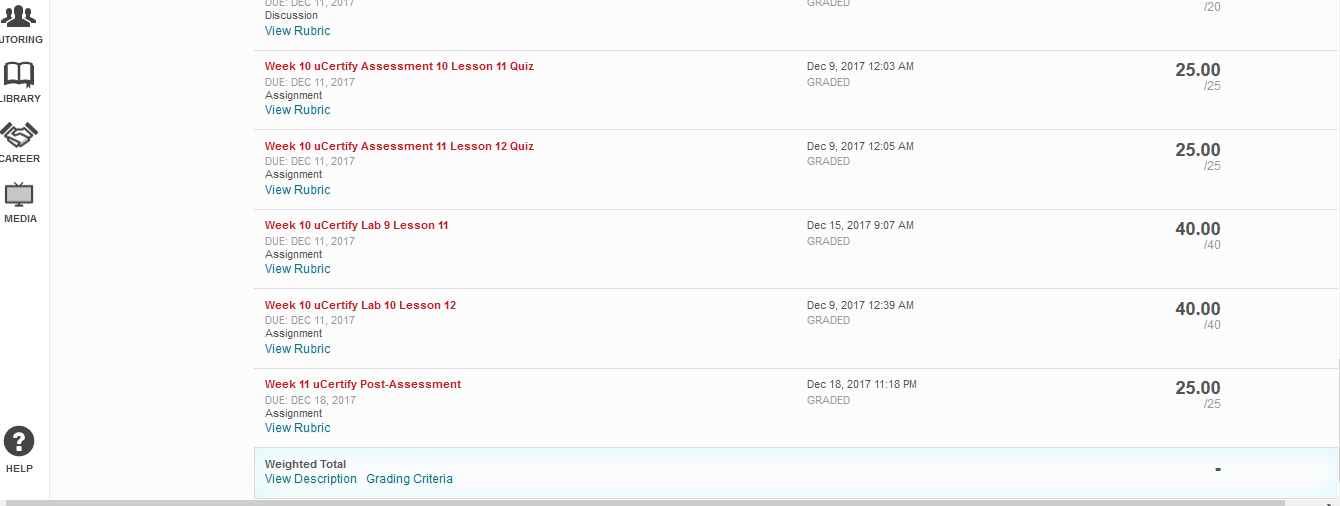 DUE: DEC 11, 2017
GRADED
/20
Discussion
View Rubric
Week 10 uCertify Assessment 10 Lesson 11 Quiz
Dec 9, 2017 12:03 AM
25.00
DUE: DEC 11, 2017
GRADED
/25
Assignment
View Rubric
Week 10 uCertify Assessment 11 Lesson 12 Quiz
Dec 9, 2017 12:05 AM
25.00
DUE: DEC 11, 2017
GRADED
/25
Assignment
View Rubric
Week 10 uCertify Lab 9 Lesson 11
Dec 15, 2017 9:07 AM
40.00
DUE: DEC 11, 2017
GRADED
/40
Assignment
View Rubric
Week 10 uCertify Lab 10 Lesson 12
Dec 9, 2017 12:39 AM
40.00
DUE: DEC 11, 2017
GRADED
/40
Assignment
View Rubric
Week 11 uCertify Post-Assessment
Dec 18, 2017 11:18 PM
25.00
DUE: DEC 18, 2017
GRADED
/25
Assignment
View Rubric
Weighted Total
-
View Description Grading Criteria
UTORING
LIBRARY
CAREER
MEDIA
HELP